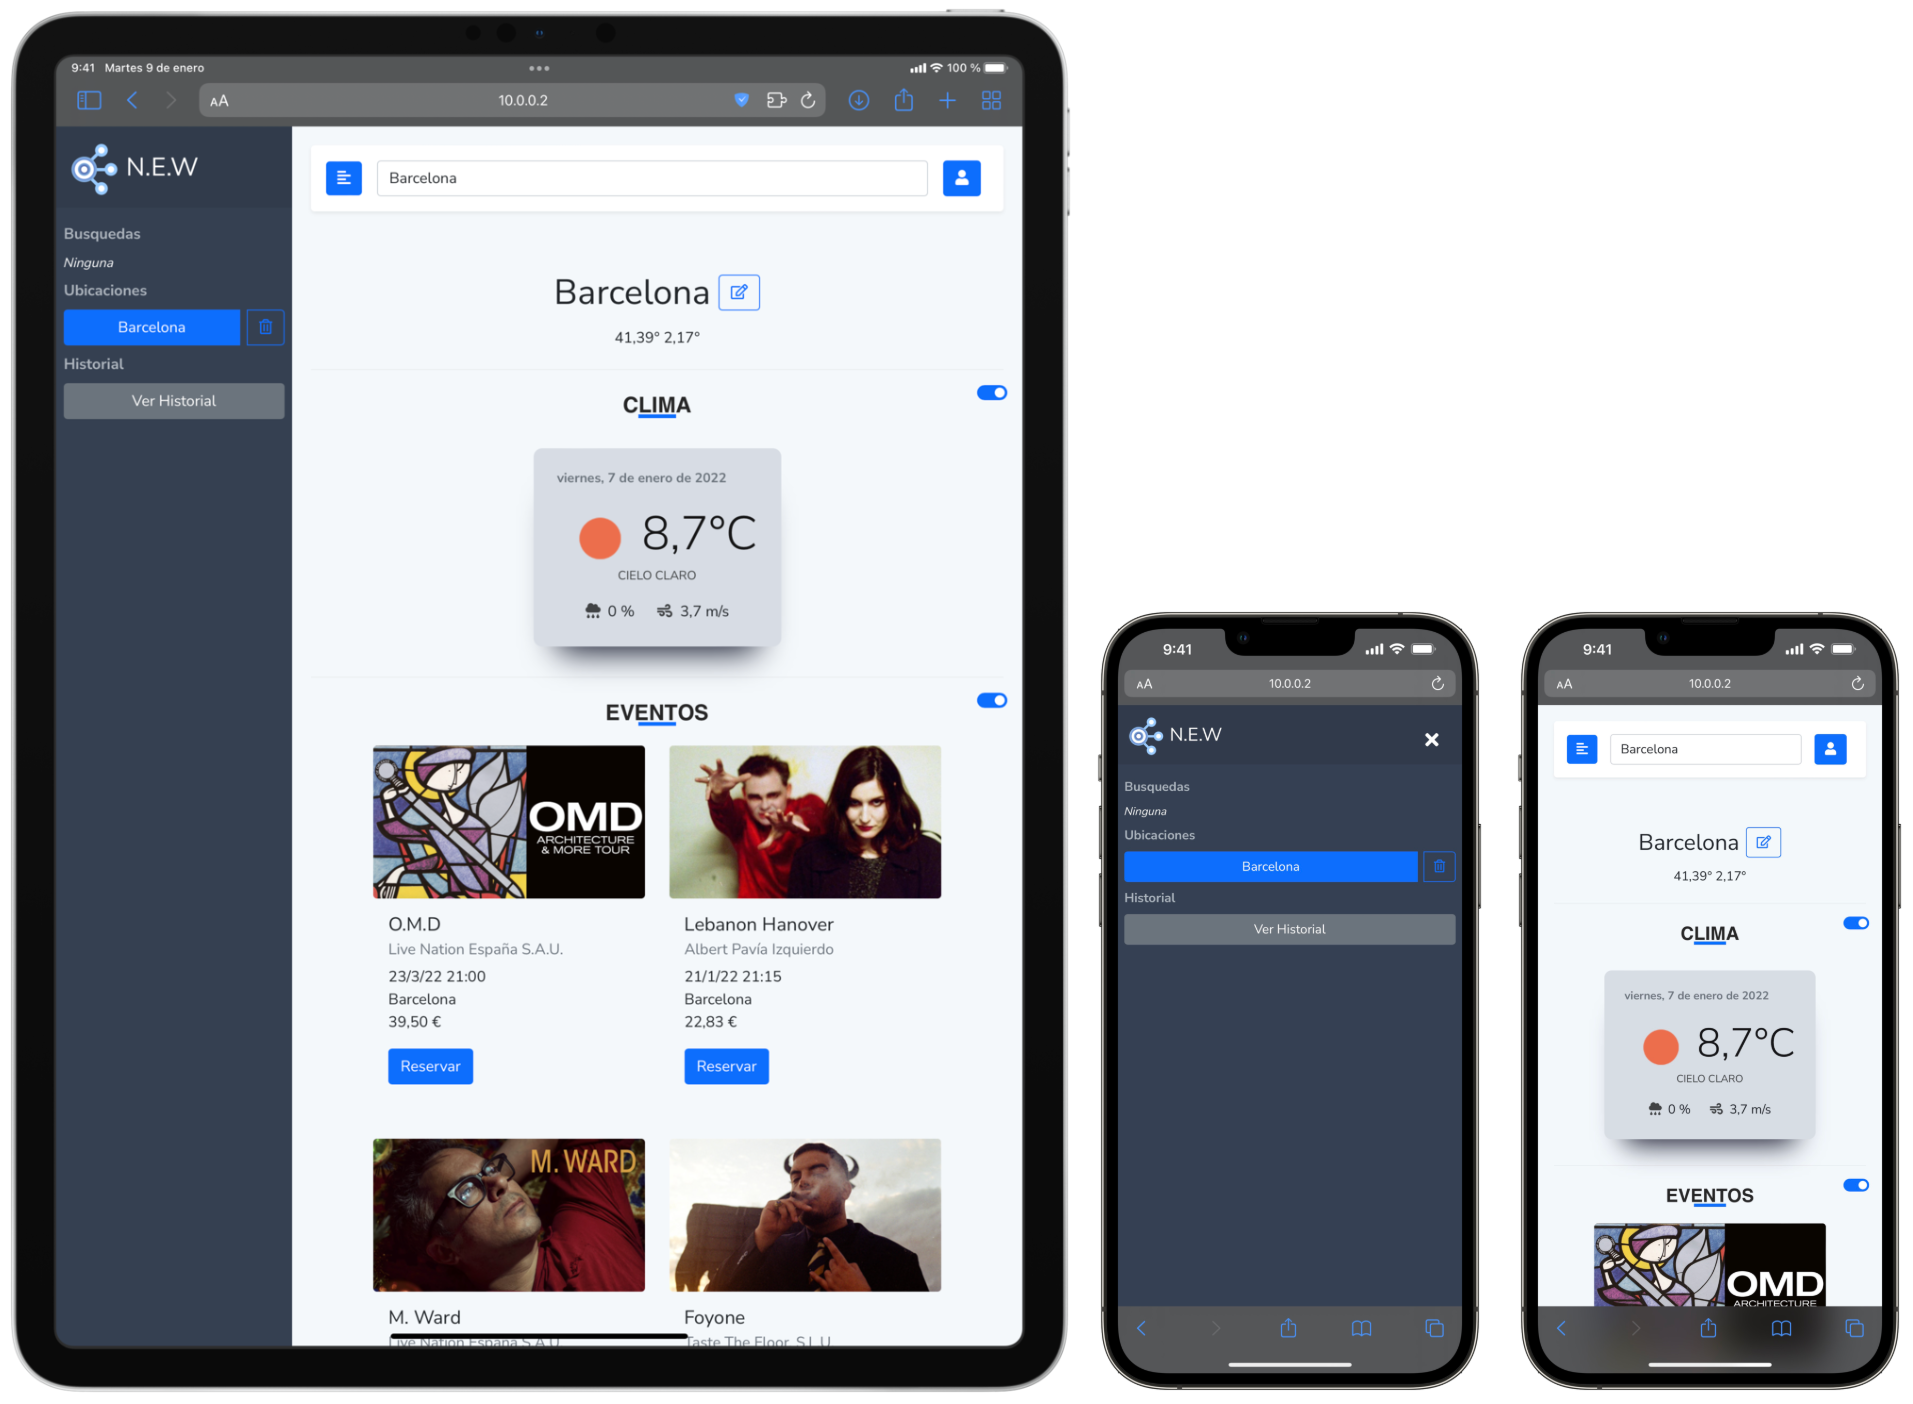 9:41 Martes 9 de enero
100 %
AA
10.0.0.2
N.E.W
Busquedas
Ninguna
Ubicaciones
Barcelona
Historial
Ver Historial
Barcelona
Barcelona
41,39° 2,17°
CLIMA
viernes, 7 de enero de 2022
8,7°C
CIELO CLARO
0 % 3,7 m/s
EVENTOS
OMD
ARCHITECTURE
& MORE TOUR
O.M.D
Live Nation España S.A.U.
23/3/22 21:00
Barcelona
39,50 €
Reservar
Lebanon Hanover
Albert Pavía Izquierdo
21/1/22 21:15
Barcelona
22,83 €
Reservar
M. WARD
M. Ward
Live Nation España S.A.U.
Foyone
Taste The Floor, S.L.U.
9:41
AA
10.0.0.2
N.E.W
Busquedas
Ninguna
Ubicaciones
Barcelona
Historial
Ver Historial
9:41
AA
10.0.0.2
Barcelona
Barcelona
41,39° 2,17°
CLIMA
viernes, 7 de enero de 2022
8,7°C
CIELO CLARO
0 % 3,7 m/s
EVENTOS
OMD
ARCHITECTURE